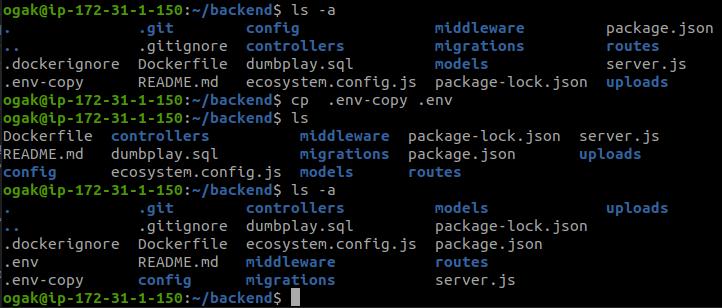 ogak@ip-172-31-1-150:~/backend$ ls -a
. .git config middleware package.json
.. .gitignore controllers migrations routes
.dockerignore Dockerfile dumbplay.sql models server.js
.env-copy README.md ecosystem.config.js package-lock.json uploads
ogak@ip-172-31-1-150:~/backend$ cp  .env-copy .env
ogak@ip-172-31-1-150:~/backend$ ls
Dockerfile controllers middleware package-lock.json server.js
README.md dumbplay.sql migrations package.json uploads
config ecosystem.config.js models routes
ogak@ip-172-31-1-150:~/backend$ ls -a
. .git controllers models uploads
.. .gitignore dumbplay.sql package-lock.json
.dockerignore Dockerfile ecosystem.config.js package.json
.env README.md middleware routes
.env-copy config migrations server.js
ogak@ip-172-31-1-150:~/backend$